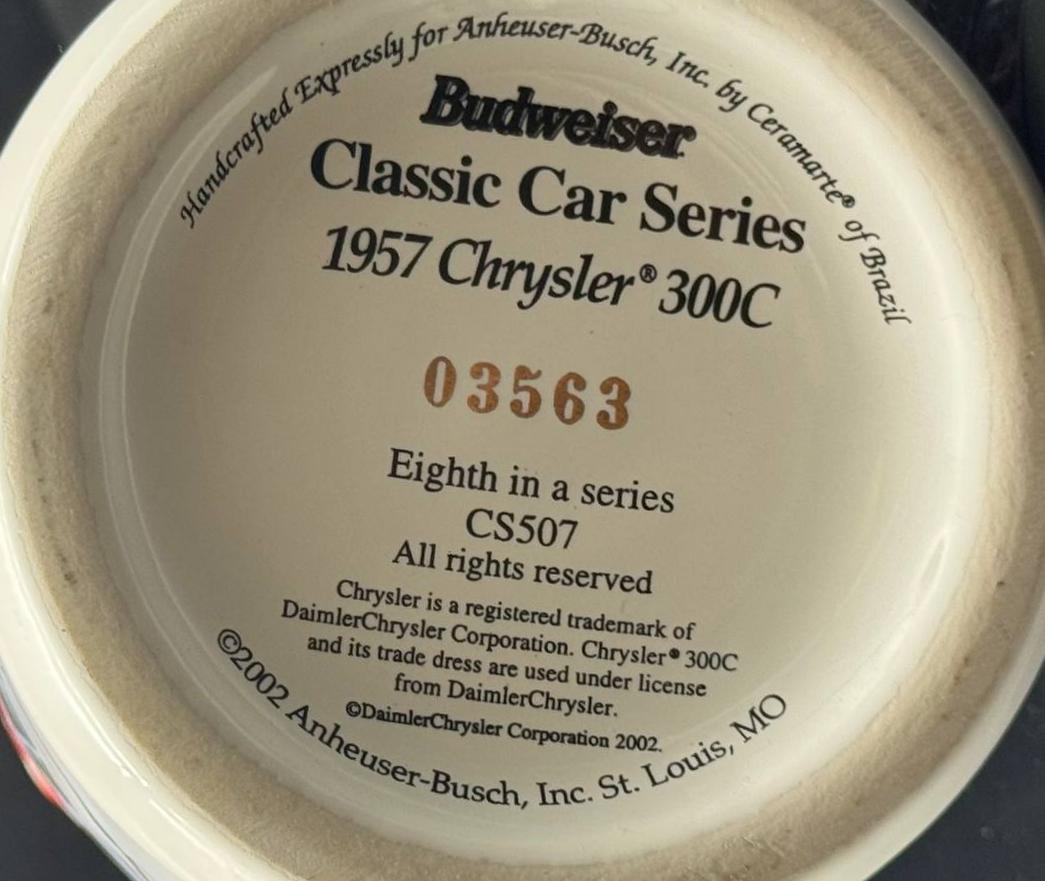 Handcrafted Expressly for Anheuser-Busch, Inc. by Ceramarte® of Brazil
Budweiser
Classic Car Series
1957 Chrysler® 300C
03563
Eighth in a series
CS507
All rights reserved
Chrysler is a registered trademark of
DaimlerChrysler Corporation. Chrysler® 300C
and its trade dress are used under license
from DaimlerChrysler.
©DaimlerChrysler Corporation 2002.
©2002 Anheuser-Busch, Inc. St. Louis, MO